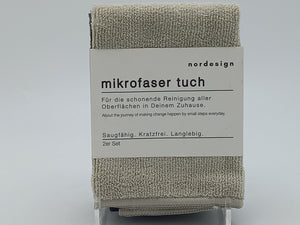 nordesign
mikrofaser tuch
Für die schonende Reinigung aller
Oberflächen in Deinem Zuhause.
About the journey of making change happen by small steps everyday.
Saugfähig. Kratzfrei. Langlebig.
2er Set